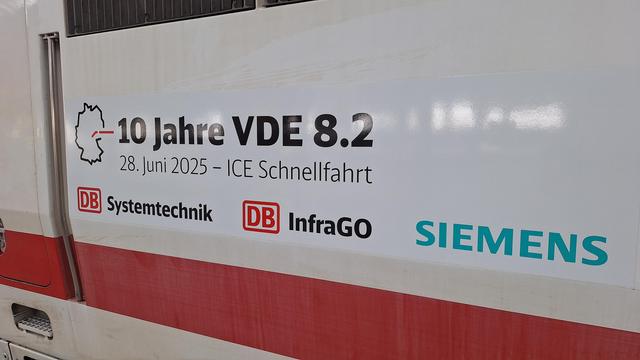 10 Jahre VDE 8.2
28. Juni 2025 – ICE Schnellfahrt
DB Systemtechnik DB InfraGO SIEMENS